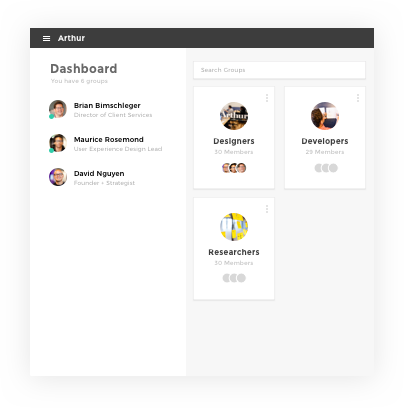 Arthur
Dashboard
You have 6 groups
Brian Bimschleger
Director of Client Services
Maurice Rosemond
User Experience Design Lead
David Nguyen
Founder + Strategist
Search Groups
Arthur
Designers
30 Members
Developers
29 Members
Researchers
30 Members